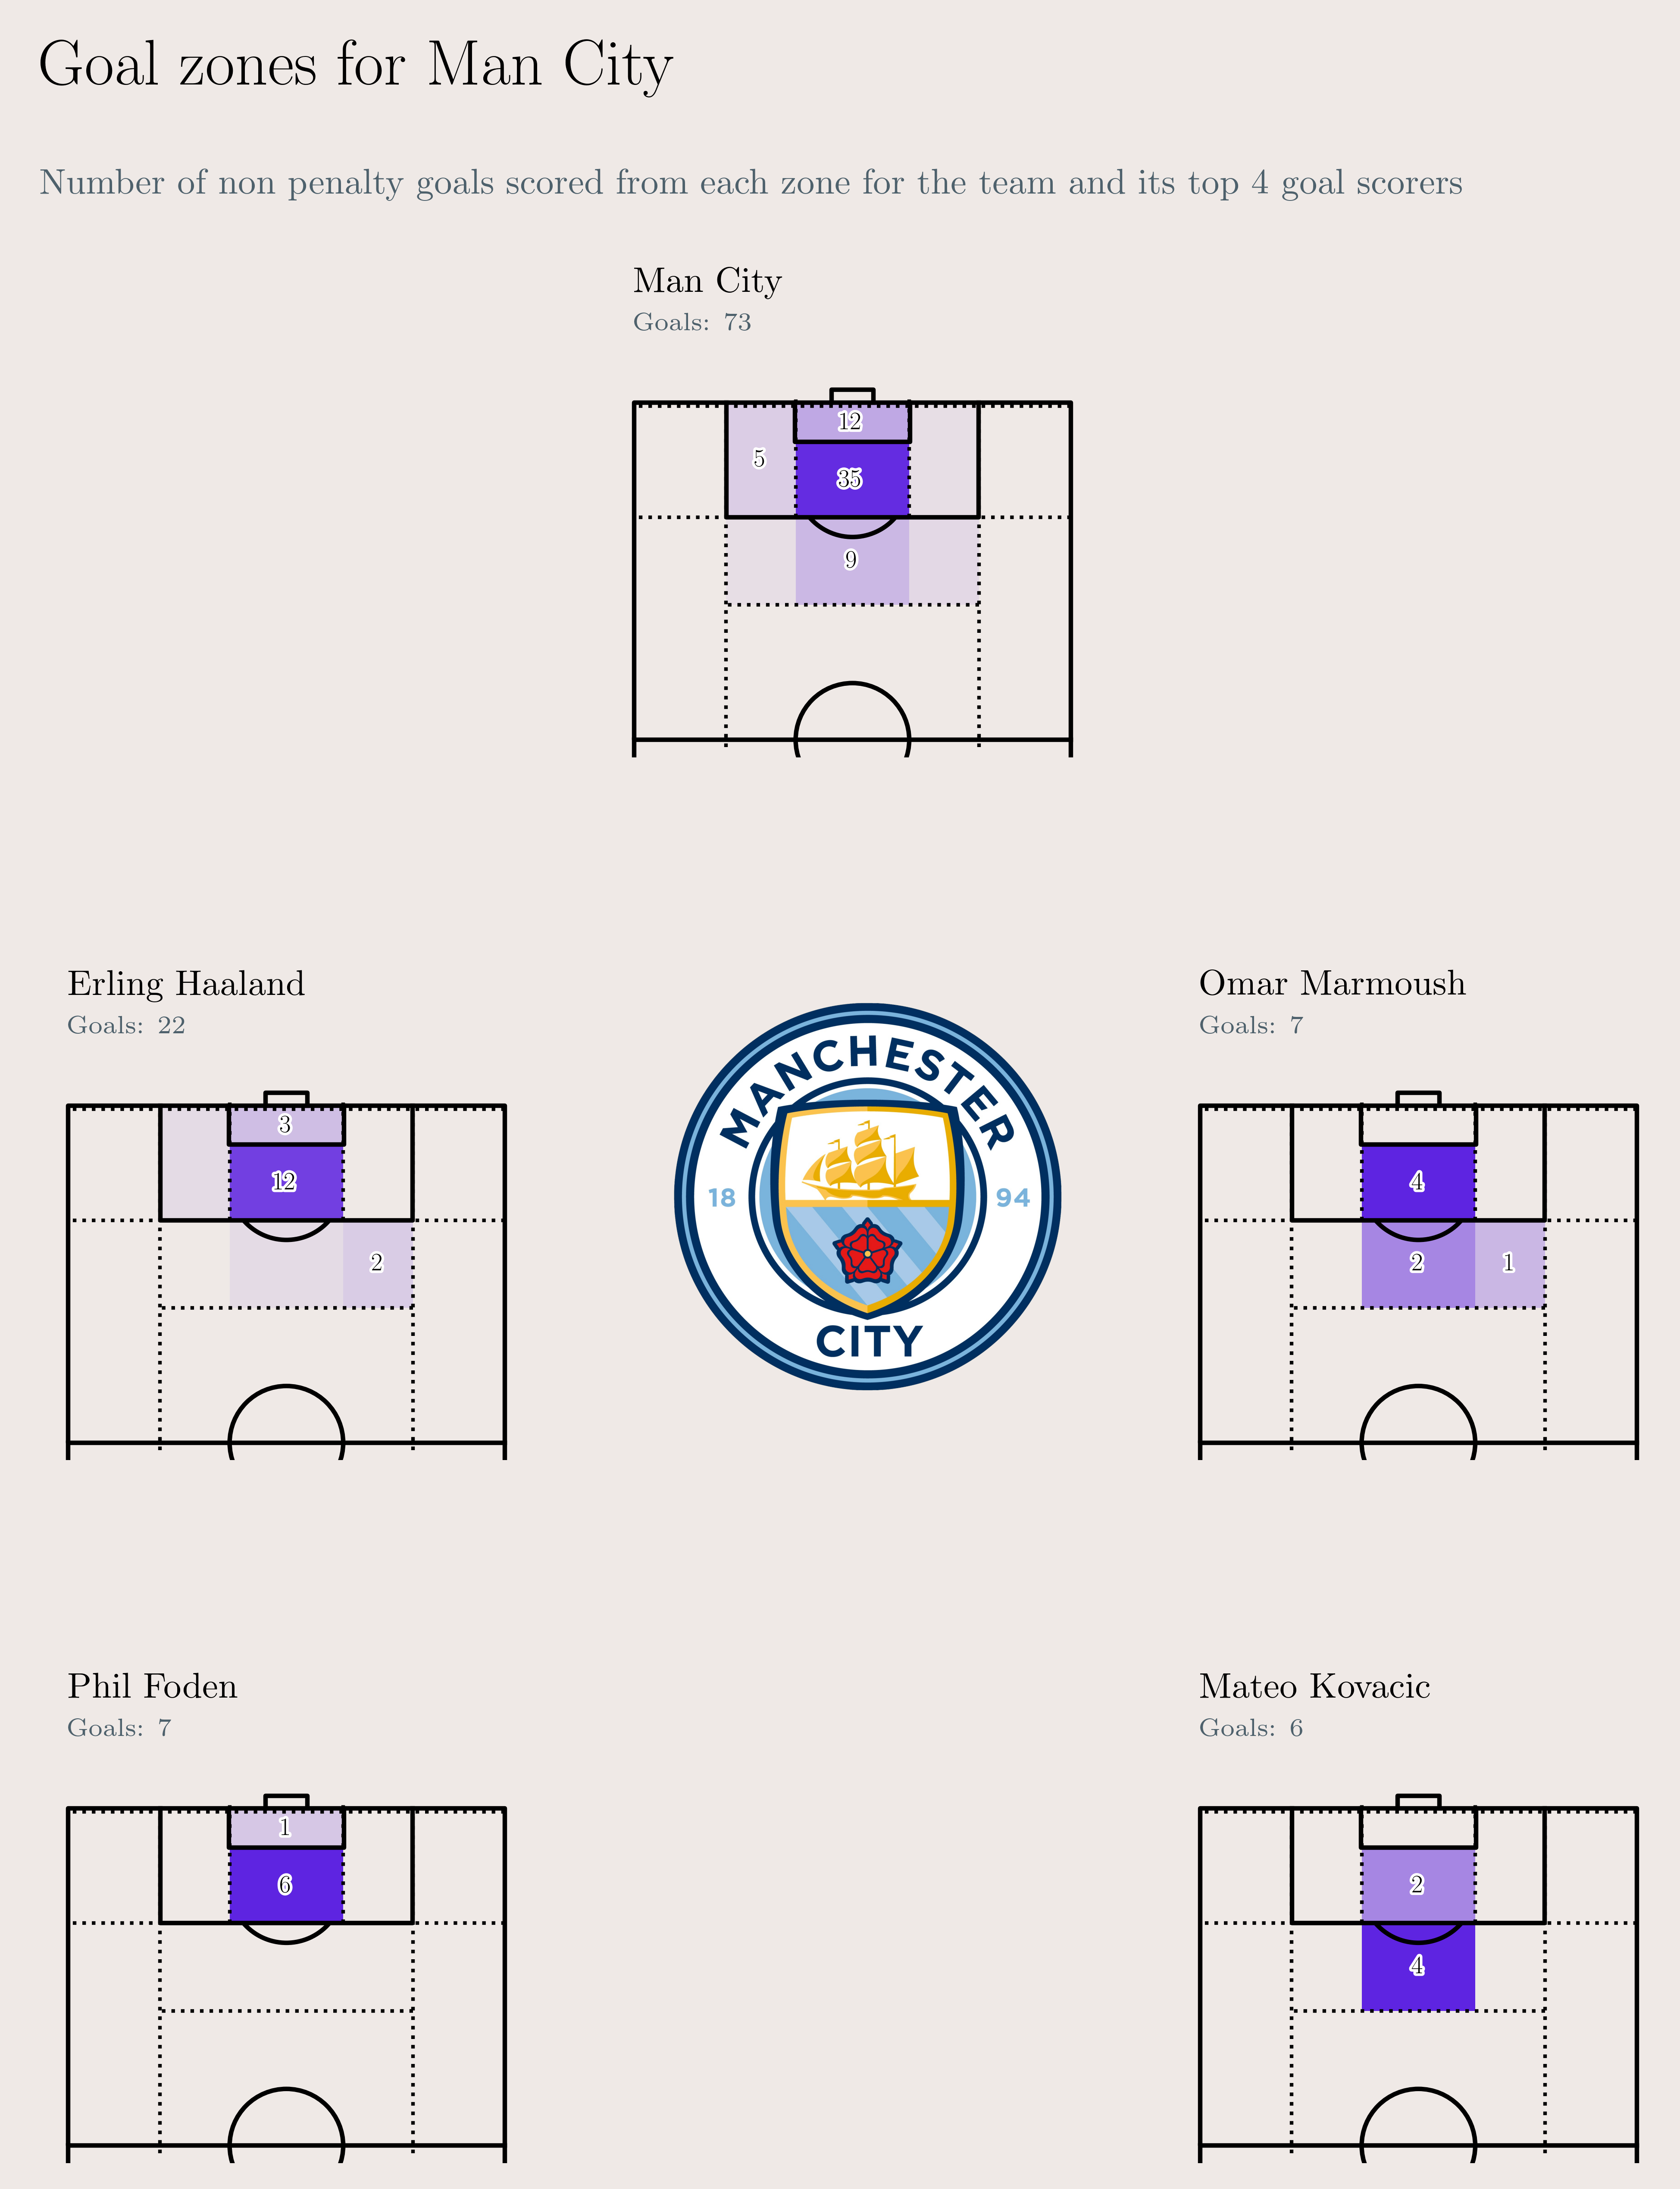 Goal zones for Man City
Number of non penalty goals scored from each zone for the team and its top 4 goal scorers
Man City
Goals: 73
12
5
35
9
Erling Haaland
Goals: 22
3
12
2
MANCHESTER
18 94
CITY
Omar Marmoush
Goals: 7
4
2 1
Phil Foden
Goals: 7
1
6
Mateo Kovacic
Goals: 6
2
4